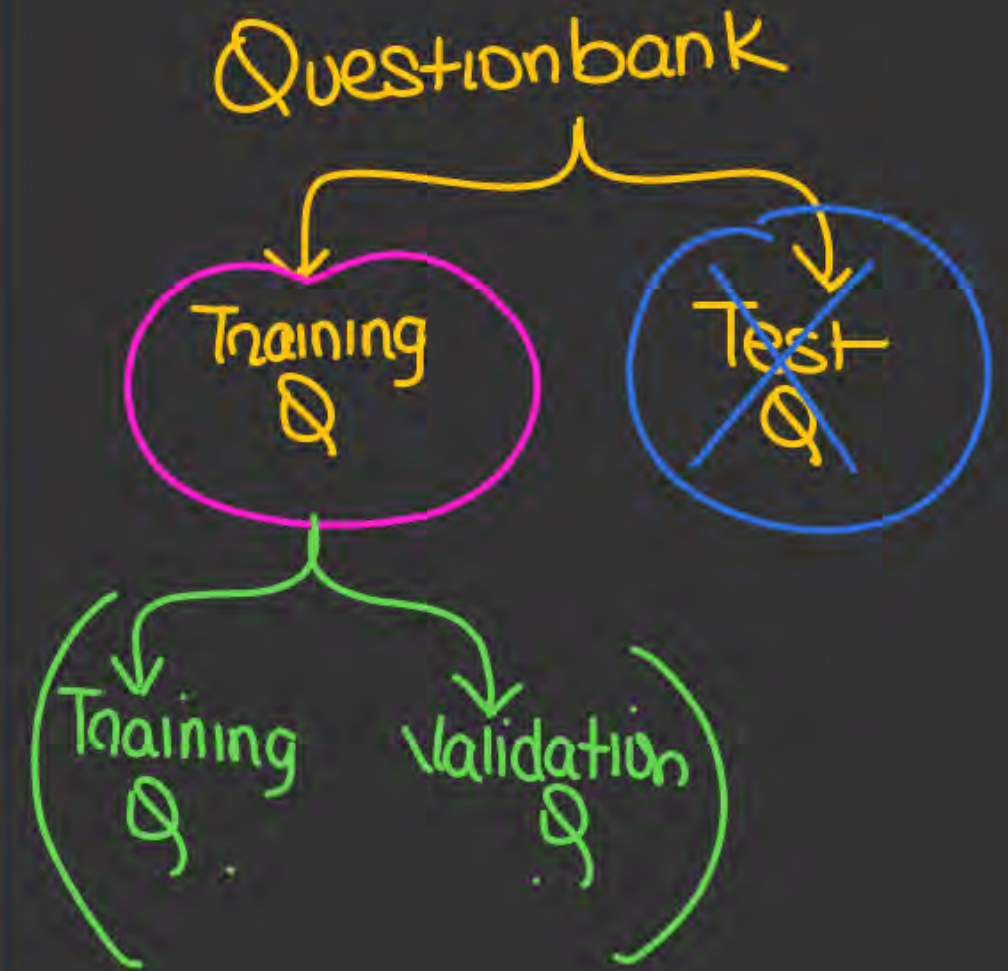 Questionbank
Training
Q
Test
Q
Training
Q
Validation
Q